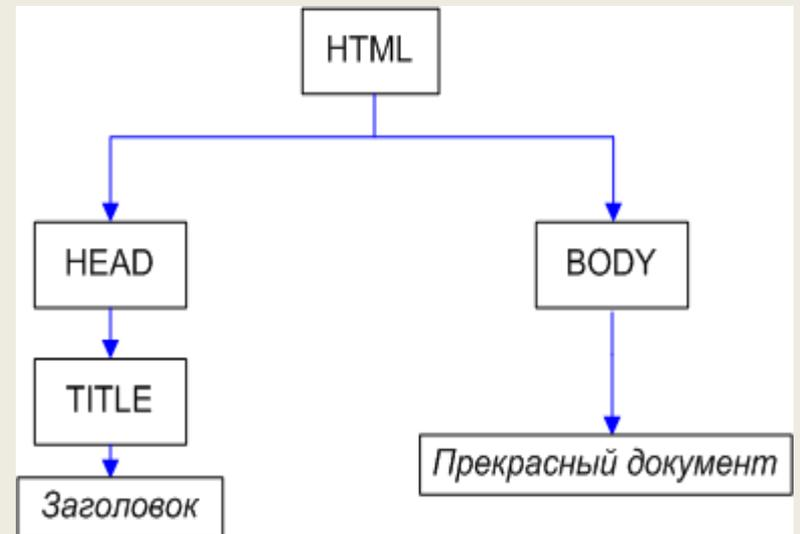 HTML
HEAD
BODY
TITLE
Прекрасный документ
Заголовок